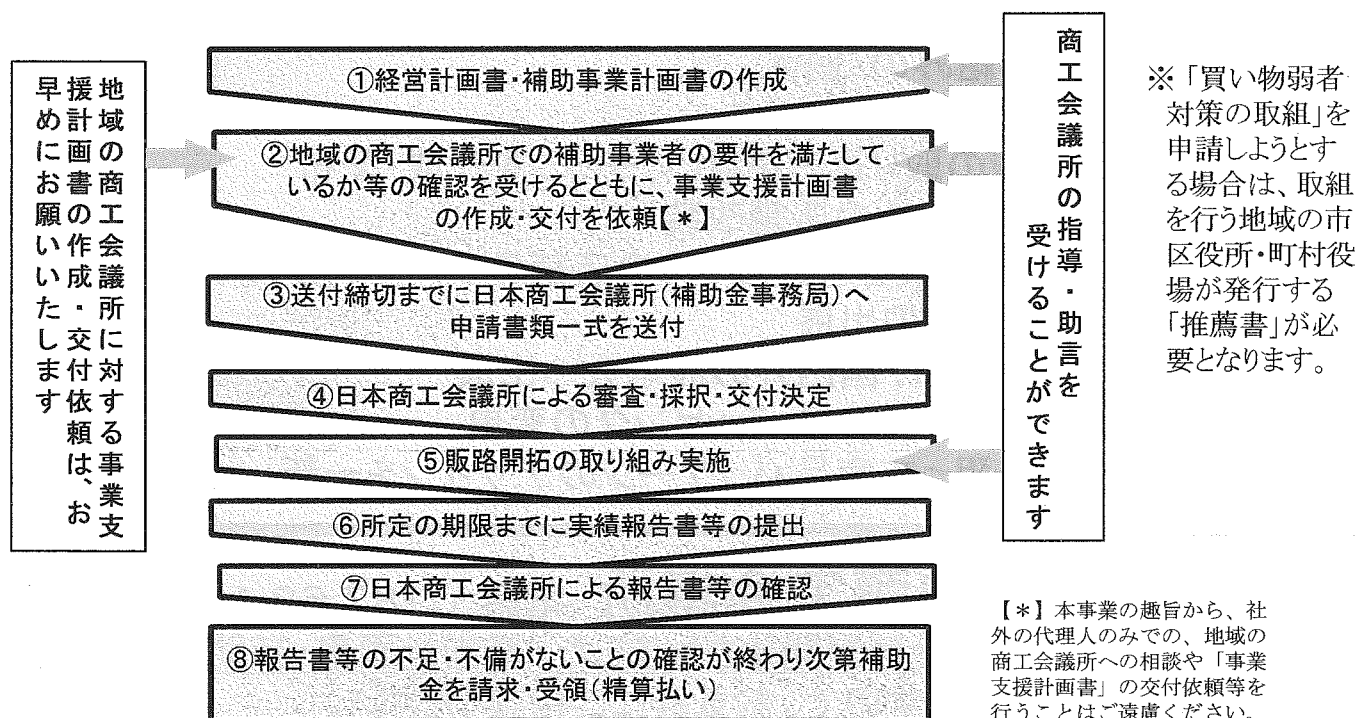 地域の商工会議所に対する事業支
援計画書の作成・交付依頼は、お
早めにお願いいたします
①経営計画書・補助事業計画書の作成
②地域の商工会議所での補助事業者の要件を満たして
いるか等の確認を受けるとともに、事業支援計画書
の作成・交付を依頼【＊】
③送付締切までに日本商工会議所（補助金事務局）へ
申請書類一式を送付
④日本商工会議所による審査・採択・交付決定
⑤販路開拓の取り組み実施
⑥所定の期限までに実績報告書等の提出
⑦日本商工会議所による報告書等の確認
⑧報告書等の不足・不備がないことの確認が終わり次第補助
金を請求・受領（精算払い）
商工会議所の指導・助言を
受けることができます
※「買い物弱者
対策の取組」を
申請しようとす
る場合は、取組
を行う地域の市
区役所・町村役
場が発行する
「推薦書」が必
要となります。
【＊】本事業の趣旨から、社
外の代理人のみでの、地域の
商工会議所への相談や「事業
支援計画書」の交付依頼等を
行うことはご遠慮ください。